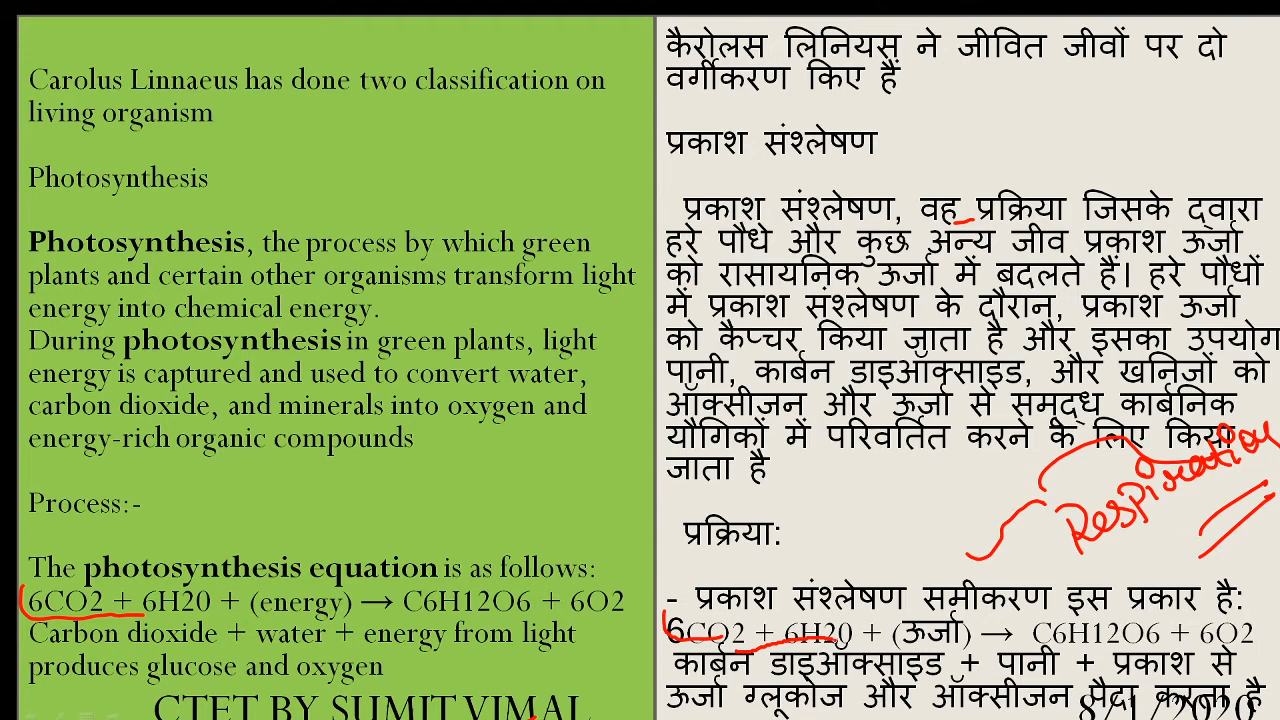 Carolus Linnaeus has done two classification on
living organism
Photosynthesis
Photosynthesis, the process by which green
plants and certain other organisms transform light
energy into chemical energy.
During photosynthesis in green plants, light
energy is captured and used to convert water,
carbon dioxide, and minerals into oxygen and
energy-rich organic compounds
Process:-
The photosynthesis equation is as follows:
6CO2 + 6H20 + (energy) → C6H12O6 + 6O2
Carbon dioxide + water + energy from light
produces glucose and oxygen
CTET BY SUMIT VIMAL
कैरोलस लिनियस ने जीवित जीवों पर दो
वर्गीकरण किए हैं
प्रकाश संश्लेषण
प्रकाश संश्लेषण, वह प्रक्रिया जिसके द्वारा
हरे पौधे और कुछ अन्य जीव प्रकाश ऊर्जा
को रासायनिक ऊर्जा में बदलते हैं। हरे पौधों
में प्रकाश संश्लेषण के दौरान, प्रकाश ऊर्जा
को कैप्चर किया जाता है और इसका उपयोग
पानी, कार्बन डाइऑक्साइड, और खनिजों को
ऑक्सीजन और ऊर्जा से समृद्ध कार्बनिक
यौगिकों में परिवर्तित करने के लिए किया
जाता है
Respiration
प्रक्रिया:
- प्रकाश संश्लेषण समीकरण इस प्रकार है:
6CO2 + 6H20 + (ऊर्जा) → C6H12O6 + 6O2
कार्बन डाइऑक्साइड + पानी + प्रकाश से
ऊर्जा ग्लूकोज और ऑक्सीजन पैदा करता है
8/1/2020